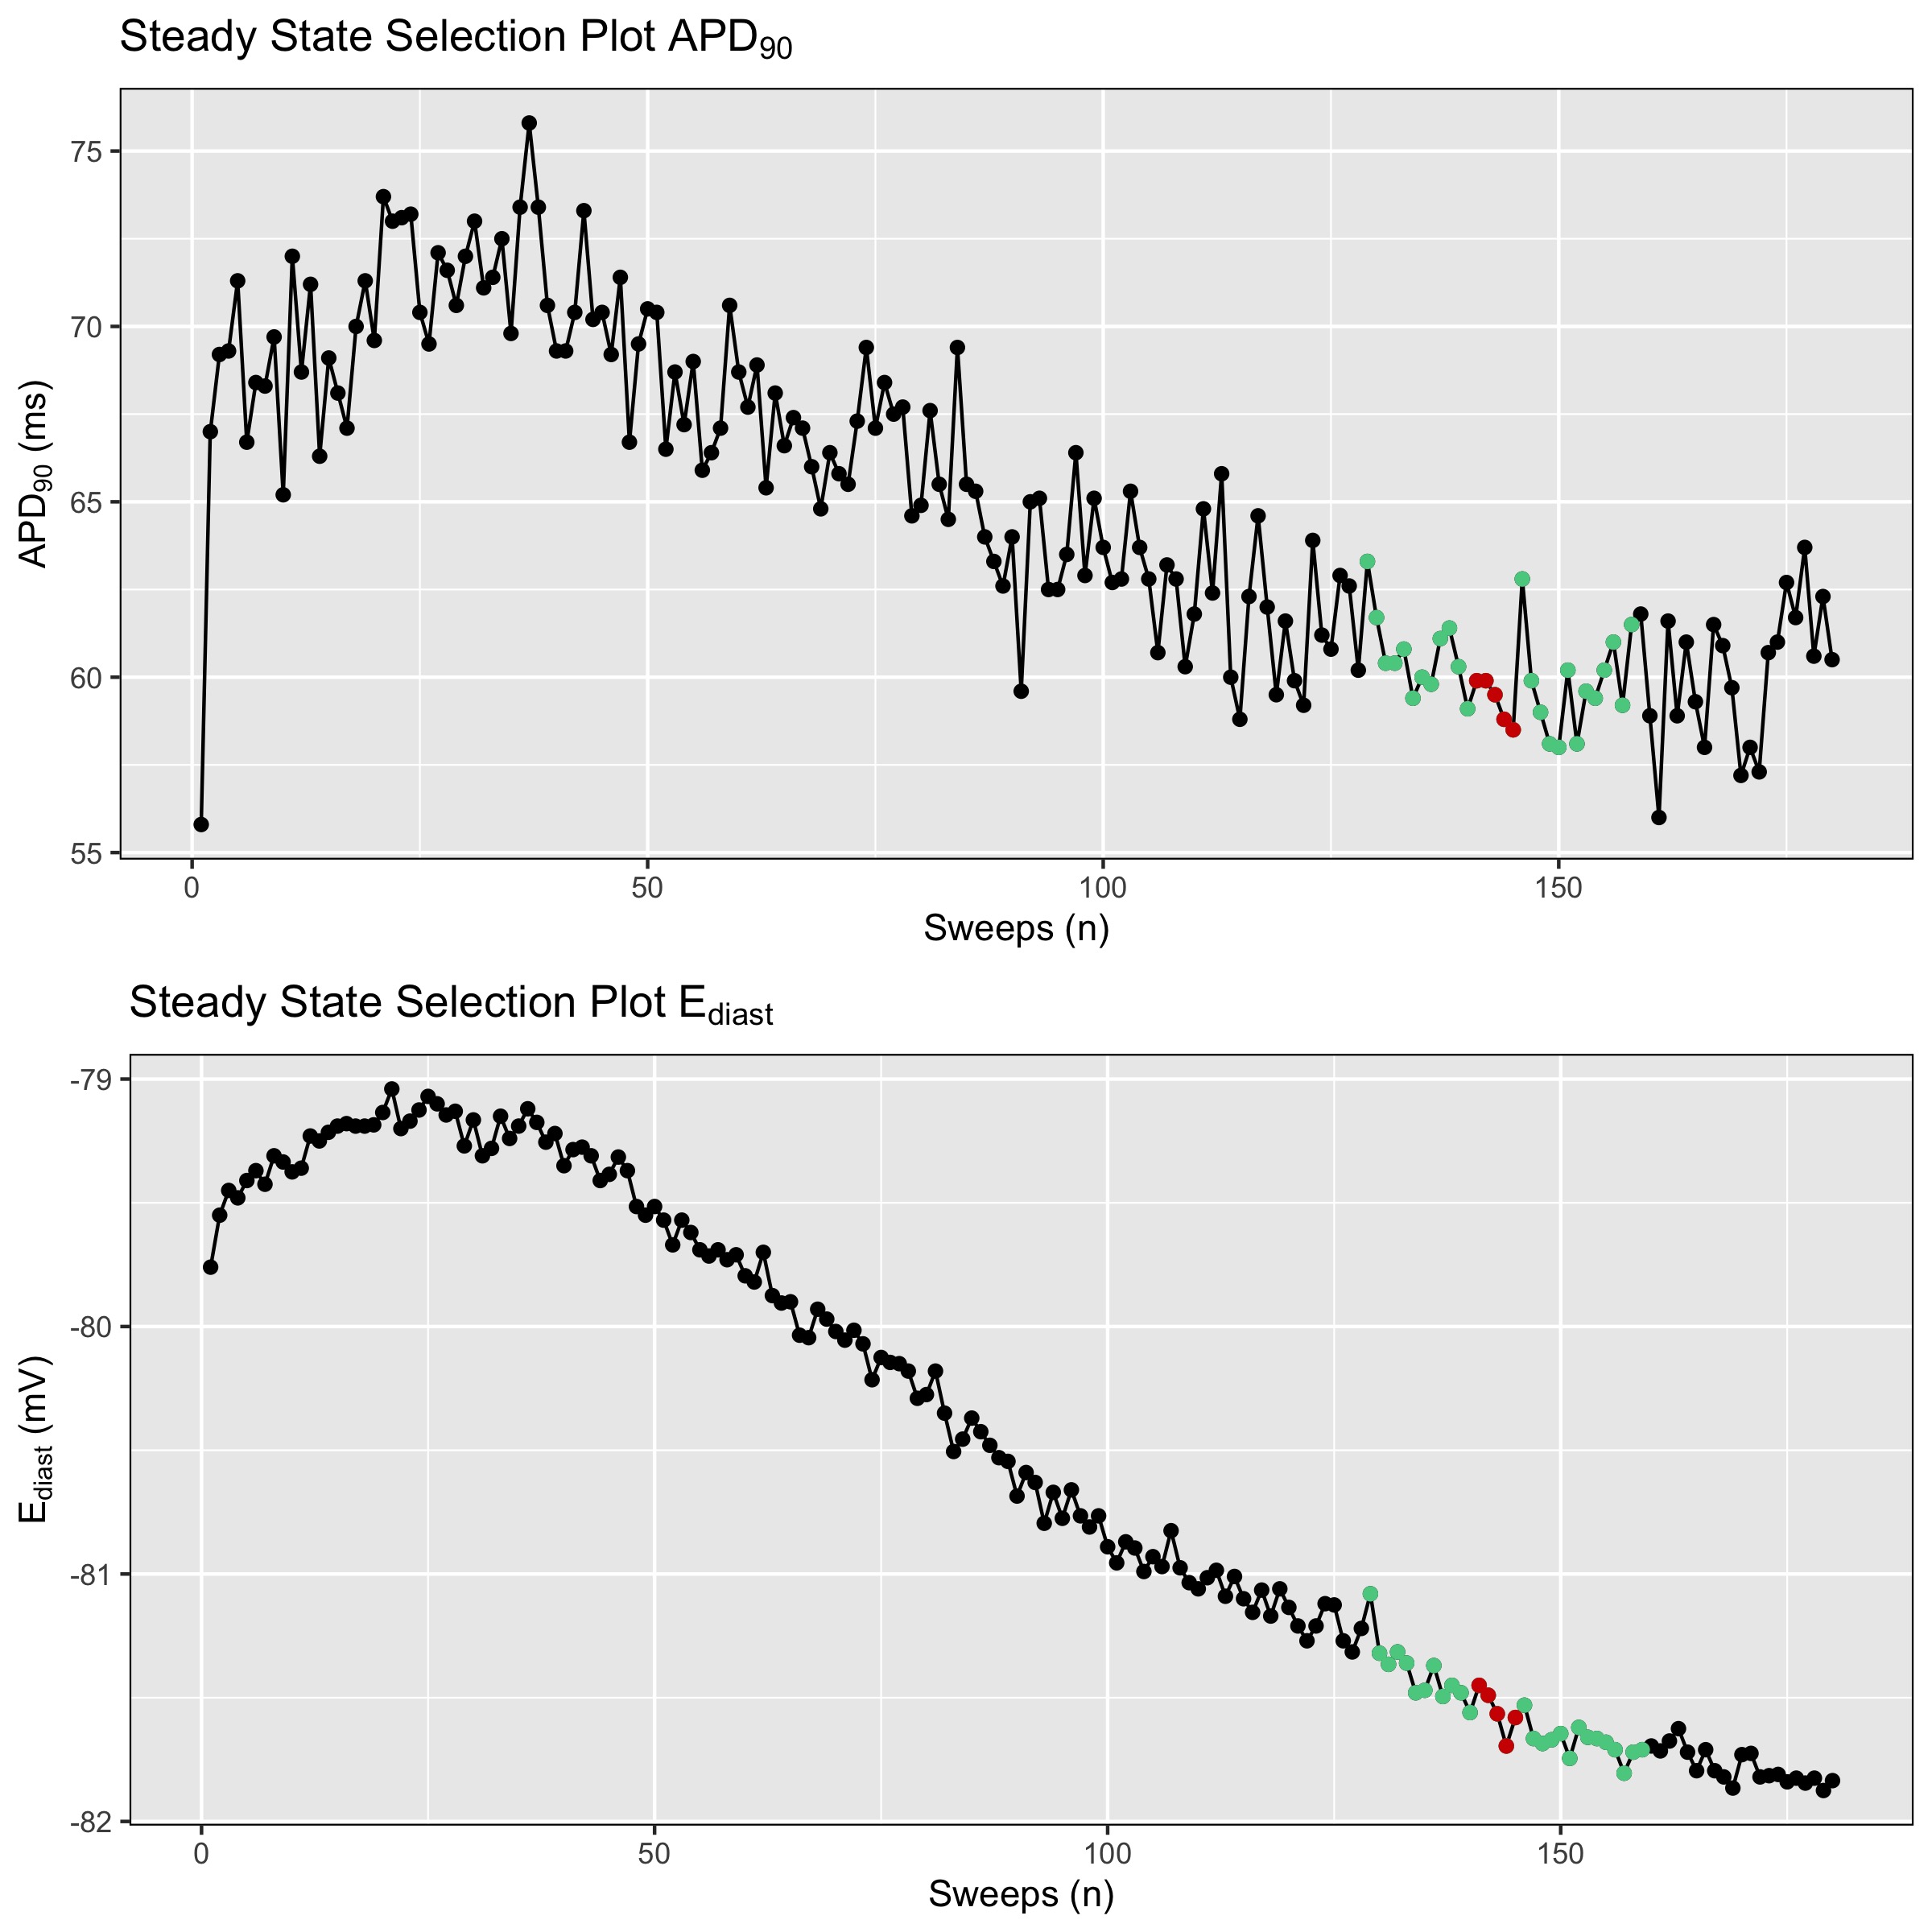 Steady State Selection Plot APD90
75
70
65
60
55
APD90 (ms)
0 50 100 150
Sweeps (n)
Steady State Selection Plot Ediast
-79
-80
-81
-82
Ediast (mV)
0 50 100 150
Sweeps (n)